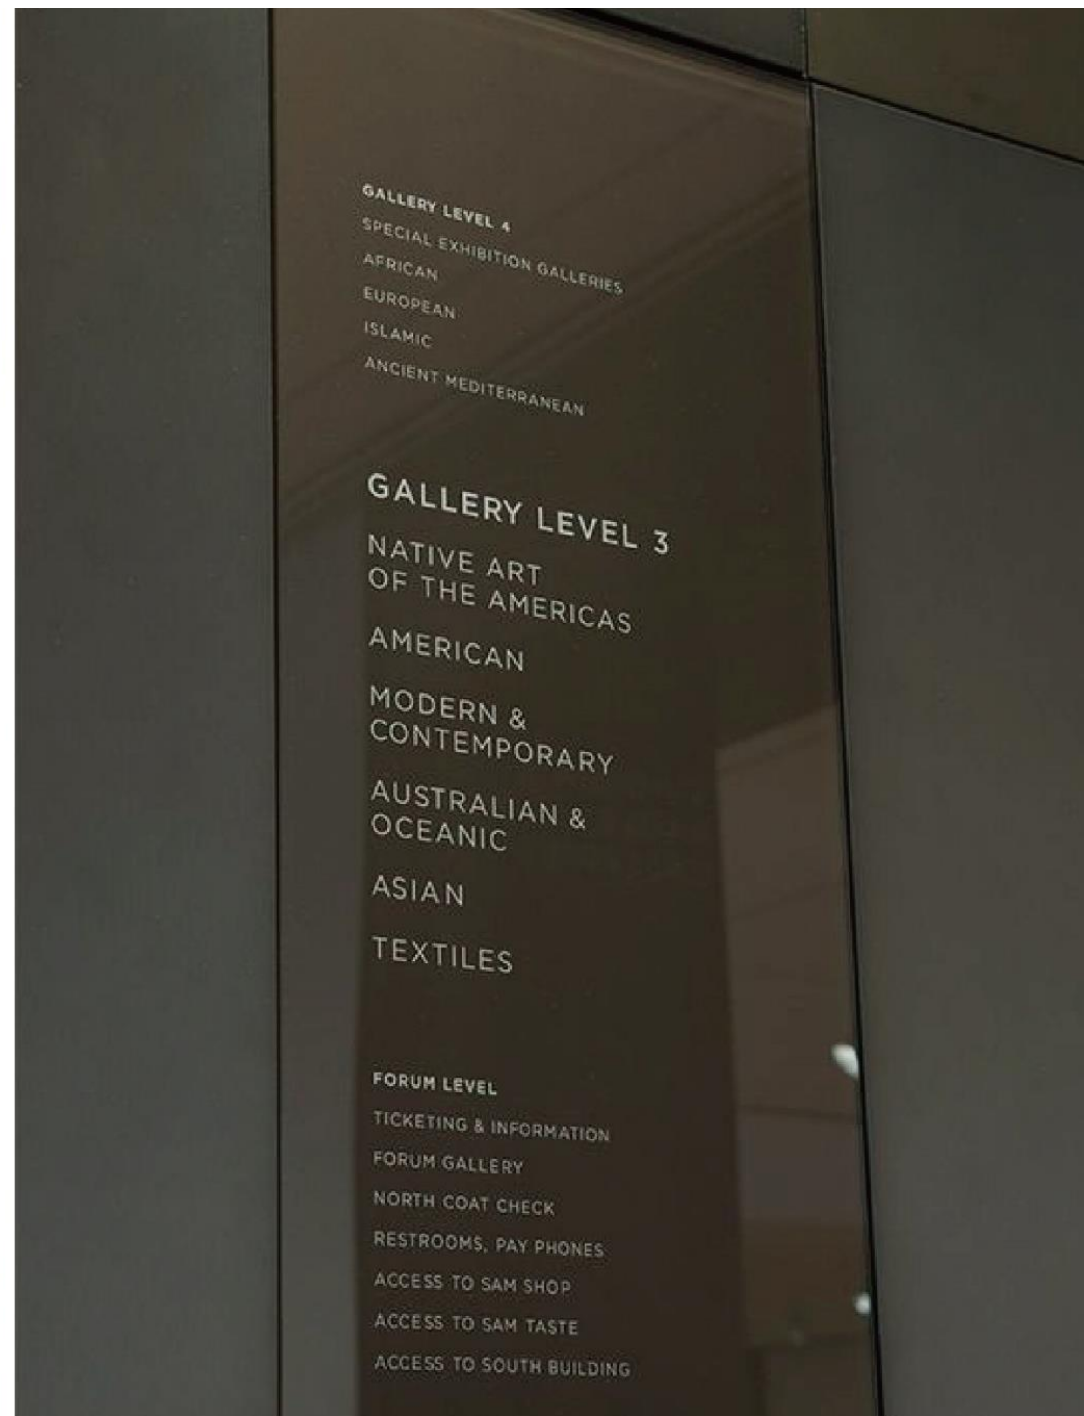 GALLERY LEVEL 4
SPECIAL EXHIBITION GALLERIES
AFRICAN
EUROPEAN
ISLAMIC
ANCIENT MEDITERRANEAN
GALLERY LEVEL 3
NATIVE ART
OF THE AMERICAS
AMERICAN
MODERN &
CONTEMPORARY
AUSTRALIAN &
OCEANIC
ASIAN
TEXTILES
FORUM LEVEL
TICKETING & INFORMATION
FORUM GALLERY
NORTH COAT CHECK
RESTROOMS, PAY PHONES
ACCESS TO SAM SHOP
ACCESS TO SAM TASTE
ACCESS TO SOUTH BUILDING